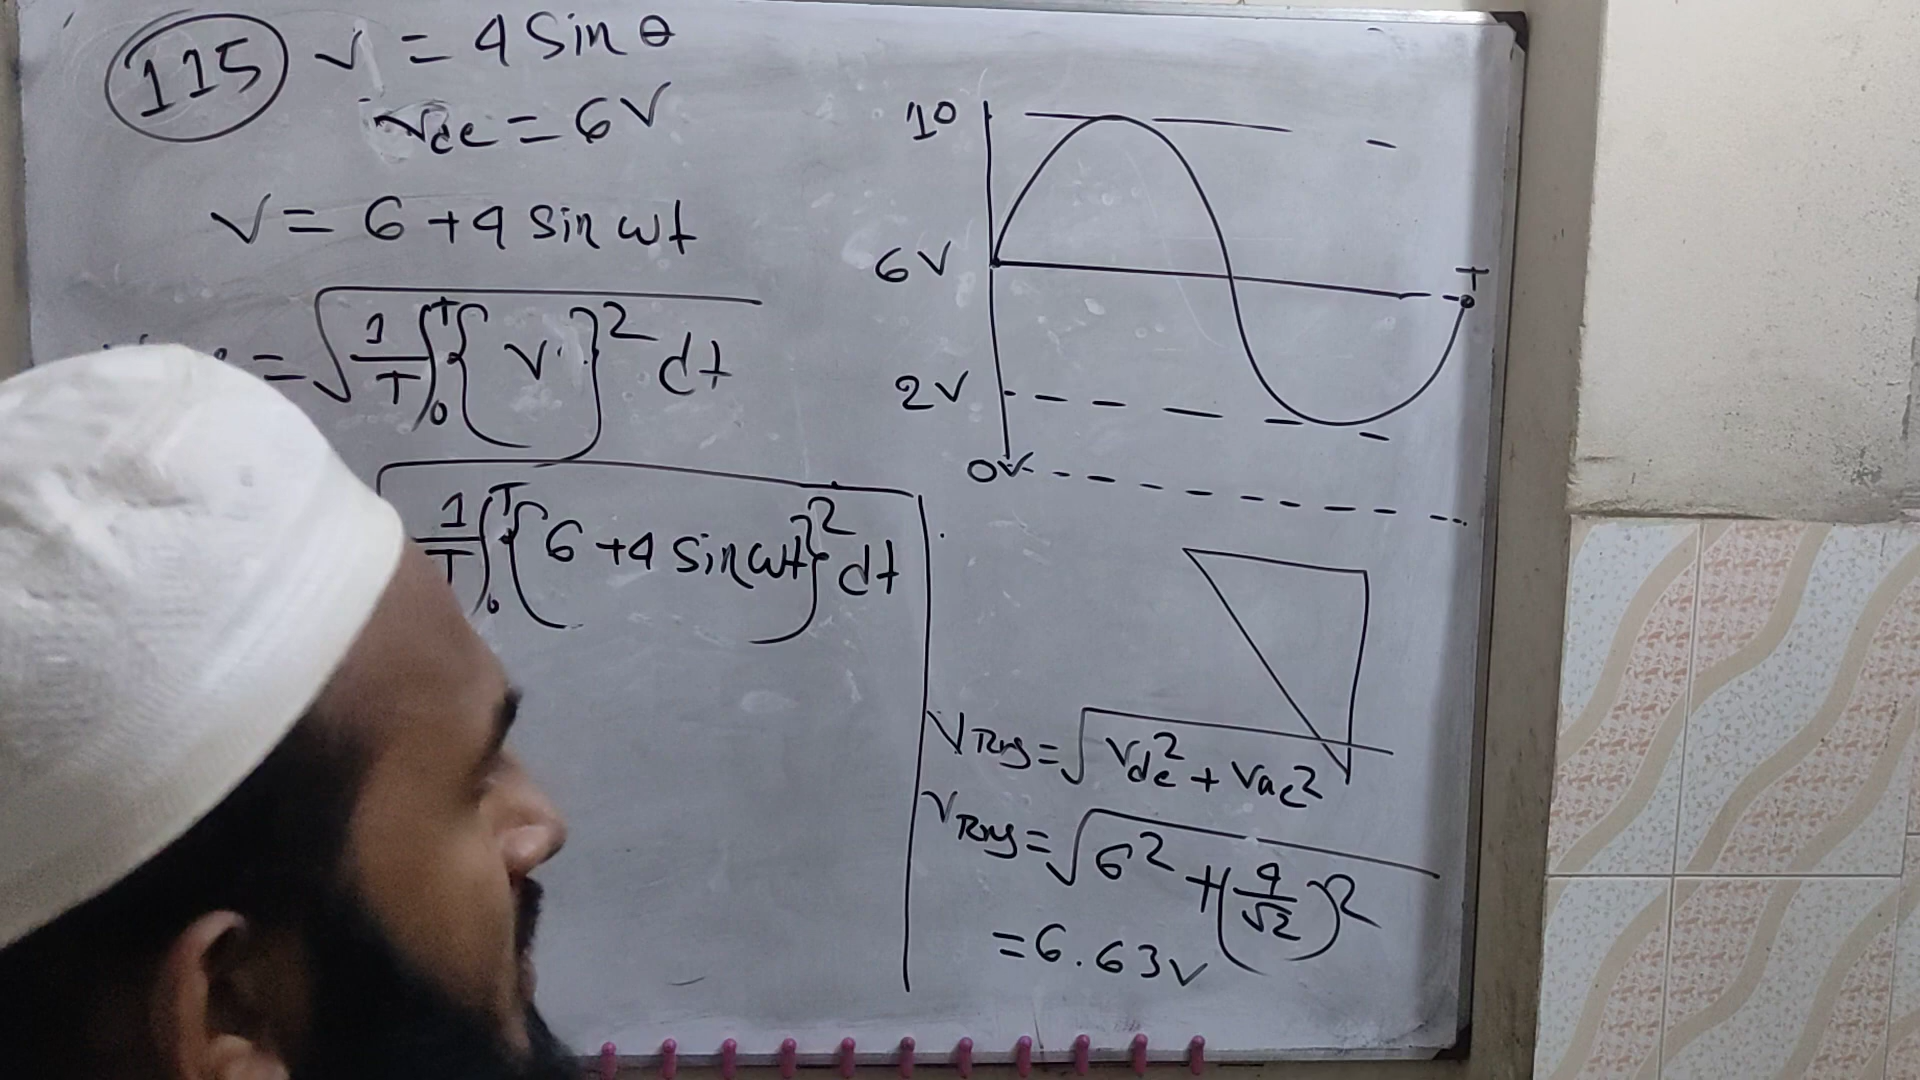 115 V = 4 Sin θ
Vdc = 6V
V = 6 + 4 Sin ωt
= √(1/T ∫₀ᵀ {V}² dt)
1/T ∫₀ᵀ {6 + 4 Sin ωt}² dt
10
6V
T
2V
0V
VRMS = √(Vdc² + Vac²)
VRMS = √(6² + (4/√2)²)
= 6.63V